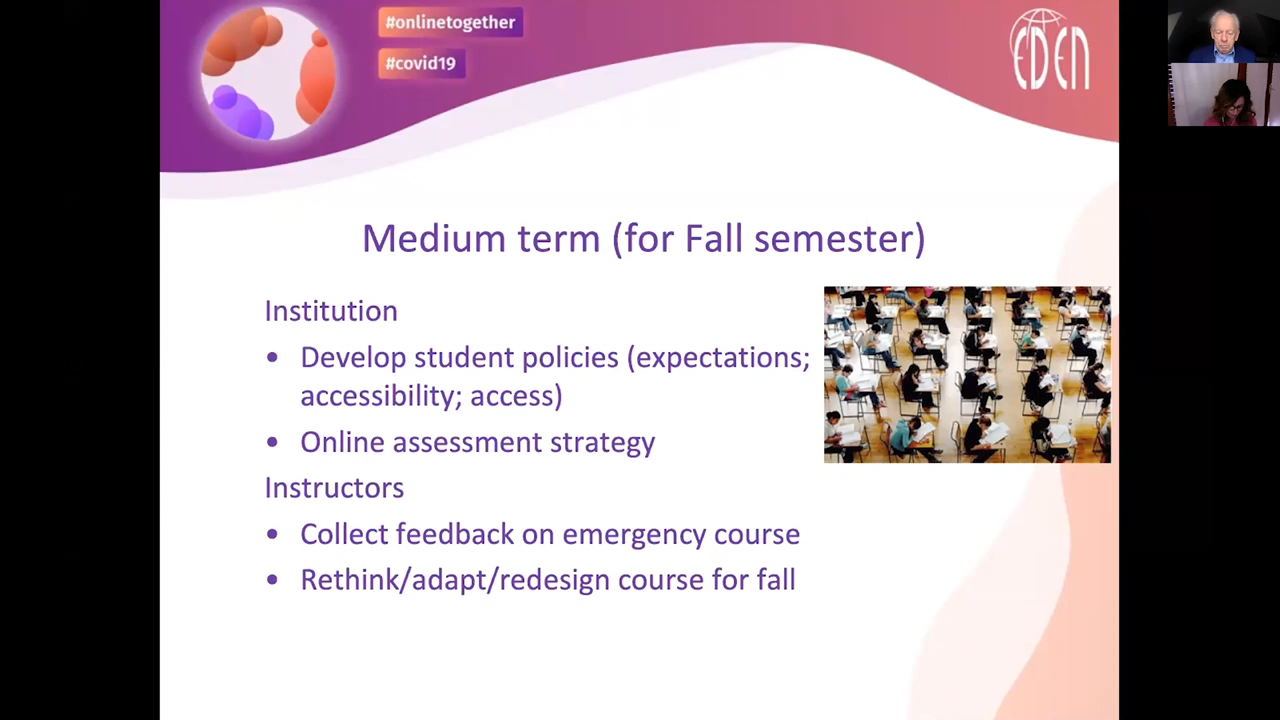 #onlinetogether
#covid19
EDEN
Medium term (for Fall semester)
Institution
• Develop student policies (expectations;
accessibility; access)
• Online assessment strategy
Instructors
• Collect feedback on emergency course
• Rethink/adapt/redesign course for fall